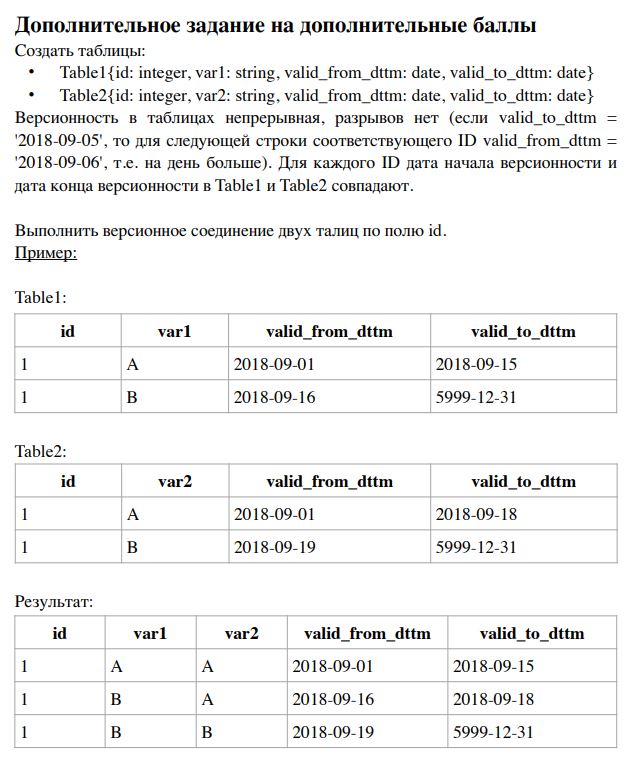 Дополнительное задание на дополнительные баллы
Создать таблицы:
• Table1{id: integer, var1: string, valid_from_dttm: date, valid_to_dttm: date}
• Table2{id: integer, var2: string, valid_from_dttm: date, valid_to_dttm: date}
Версионность в таблицах непрерывная, разрывов нет (если valid_to_dttm =
'2018-09-05', то для следующей строки соответствующего ID valid_from_dttm =
'2018-09-06', т.е. на день больше). Для каждого ID дата начала версионности и
дата конца версионности в Table1 и Table2 совпадают.
Выполнить версионное соединение двух талиц по полю id.
Пример:
Table1:
id var1 valid_from_dttm valid_to_dttm
1 A 2018-09-01 2018-09-15
1 B 2018-09-16 5999-12-31
Table2:
id var2 valid_from_dttm valid_to_dttm
1 A 2018-09-01 2018-09-18
1 B 2018-09-19 5999-12-31
Результат:
id var1 var2 valid_from_dttm valid_to_dttm
1 A A 2018-09-01 2018-09-15
1 B A 2018-09-16 2018-09-18
1 B B 2018-09-19 5999-12-31